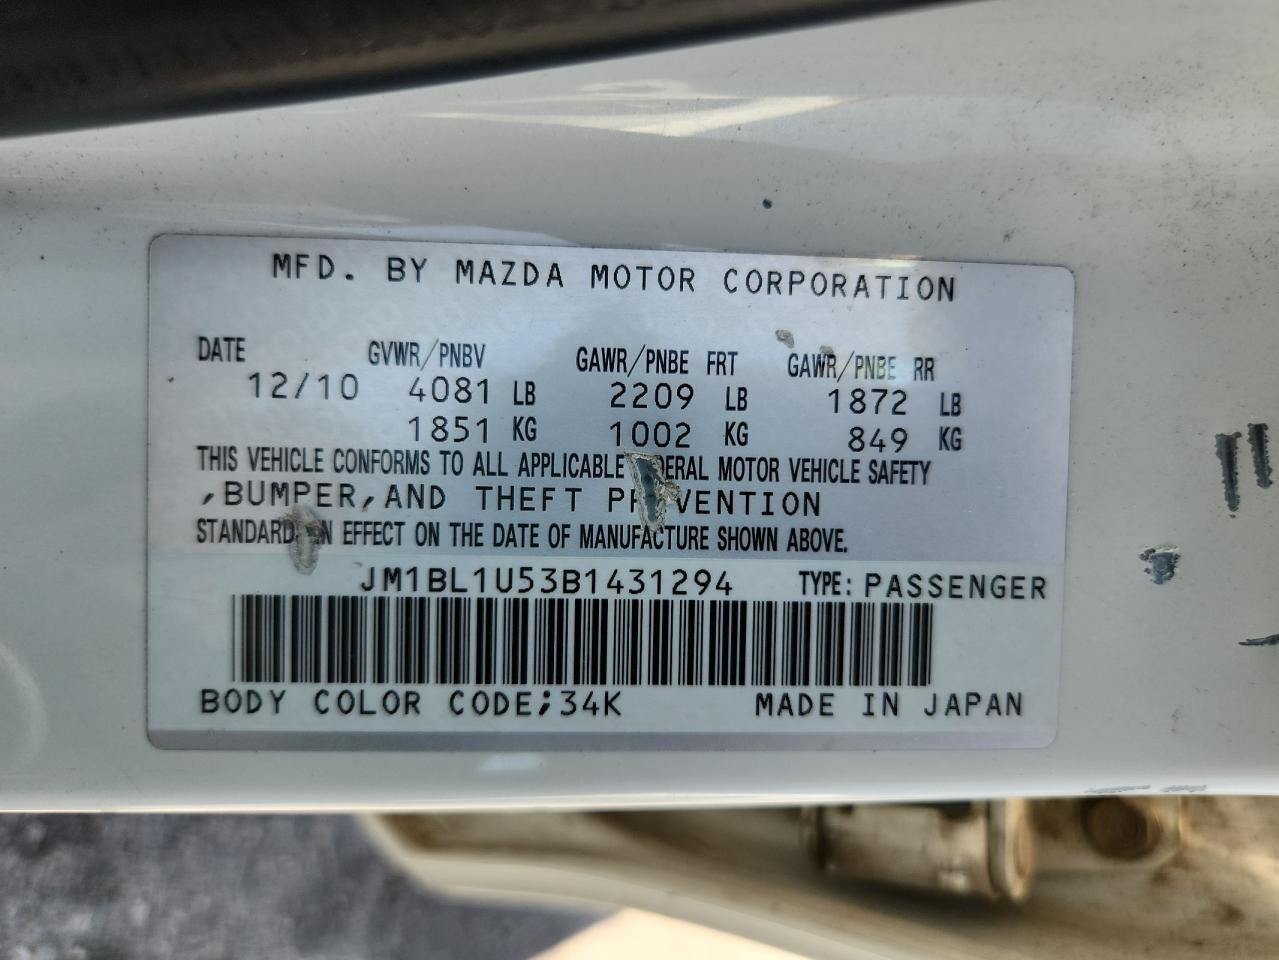 MFD. BY MAZDA MOTOR CORPORATION
DATE GVWR/PNBV GAWR/PNBE FRT GAWR/PNBE RR
12/10 4081 LB 2209 LB 1872 LB
1851 KG 1002 KG 849 KG
THIS VEHICLE CONFORMS TO ALL APPLICABLE MOTOR VEHICLE SAFETY
,BUMPER,AND THEFT
IN EFFECT ON THE DATE OF MANUFACTURE SHOWN ABOVE.
JM1BL1U53B1431294 TYPE: PASSENGER
BODY COLOR CODE;34K MADE IN JAPAN